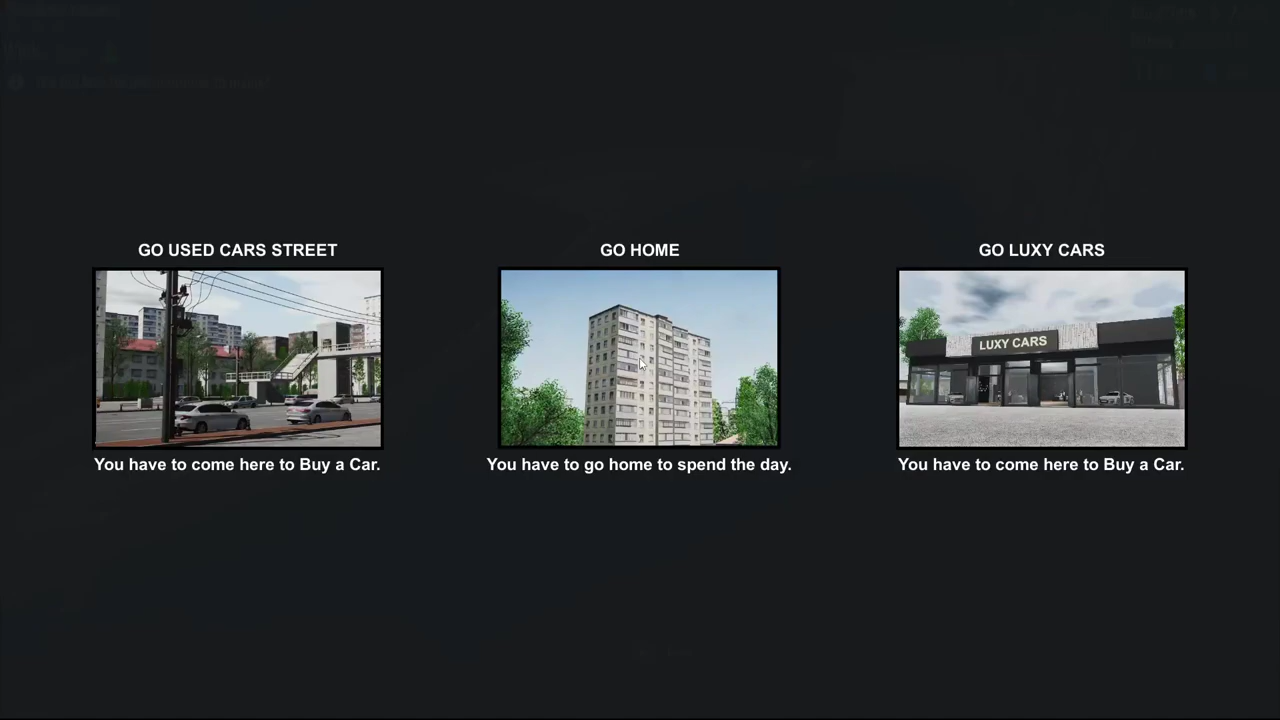 GO USED CARS STREET
GO HOME
GO LUXY CARS
LUXY CARS
You have to come here to Buy a Car.
You have to go home to spend the day.
You have to come here to Buy a Car.